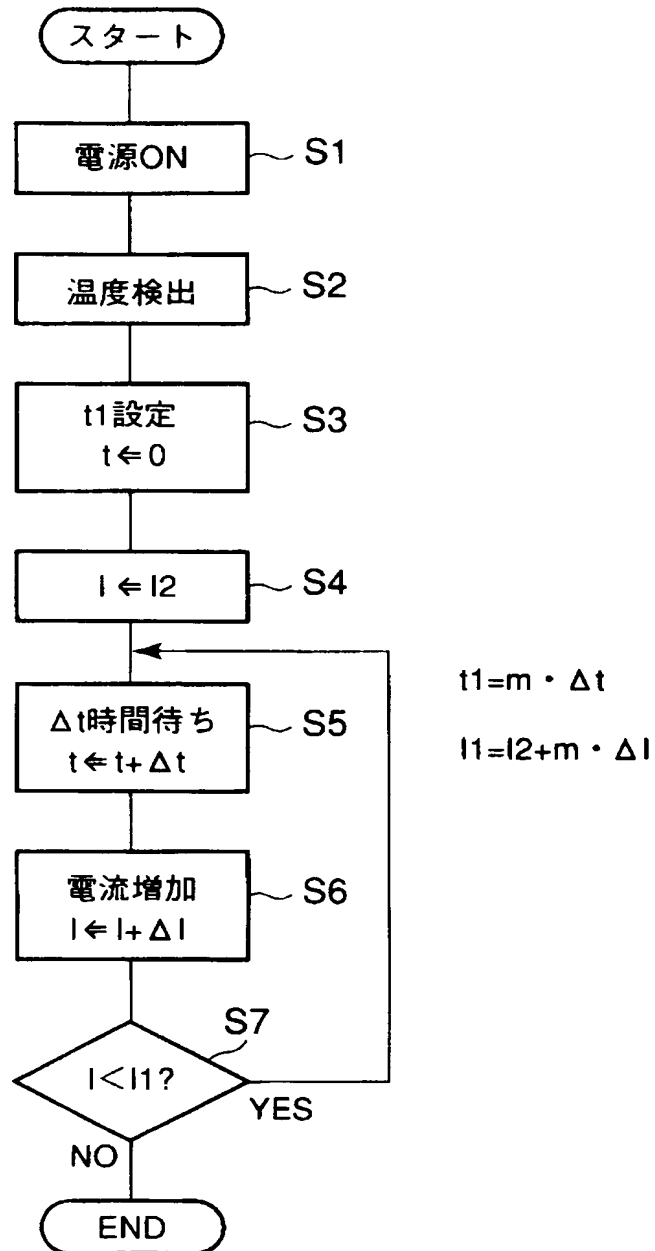 スタート
電源ON
S1
温度検出
S2
t1設定
t⇐0
S3
I⇐I2
S4
Δt時間待ち
t⇐t+Δt
S5
t1=m・Δt
I1=I2+m・ΔI
電流増加
I⇐I+ΔI
S6
S7
I<I1?
YES
NO
END